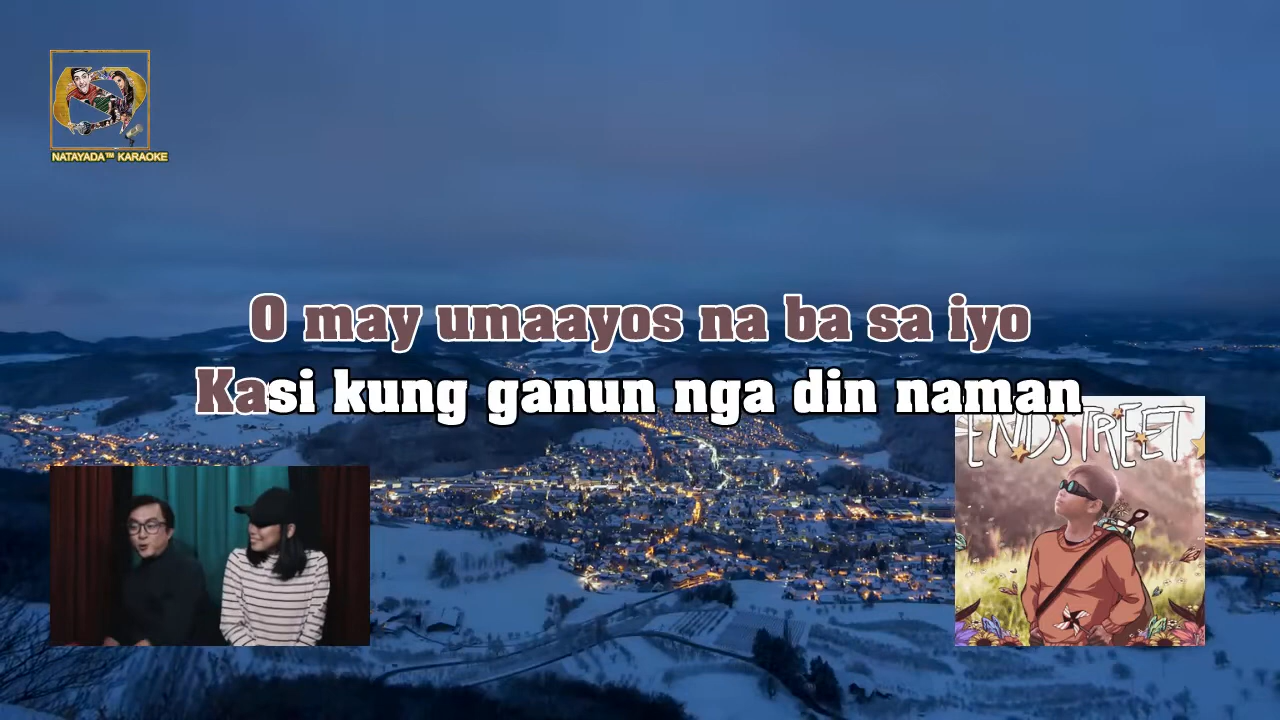 NATAYADA™ KARAOKE
O may umaayos na ba sa iyo
Kasi kung ganun nga din naman
ENDSTREET